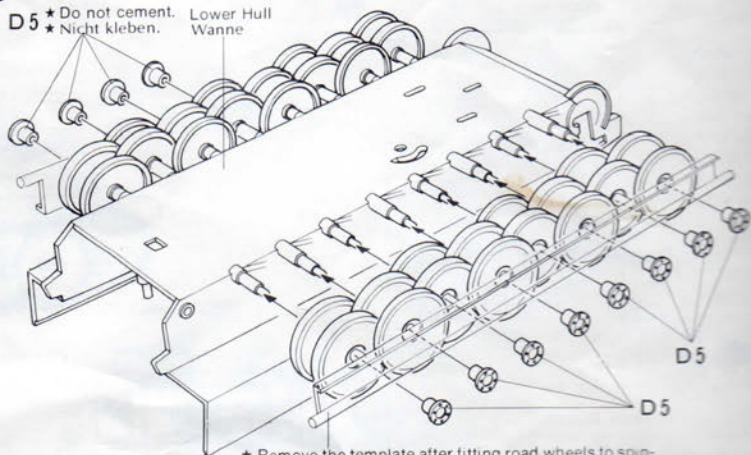 D5
★ Do not cement.
★ Nicht kleben.
Lower Hull
Wanne
D5
D5
★ Remove the template after fitting road wheels to spin-